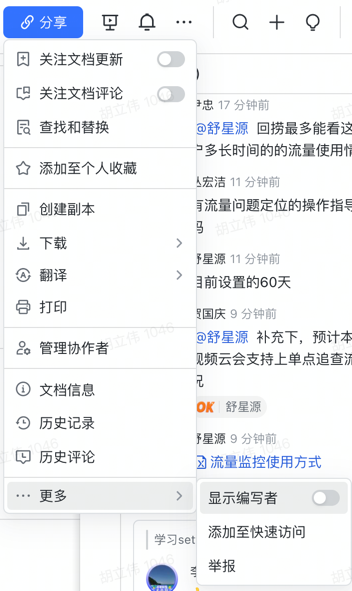 分享
关注文档更新
关注文档评论
查找和替换
添加至个人收藏
创建副本
下载
翻译
打印
管理协作者
文档信息
历史记录
历史评论
更多
显示编写者
添加至快速访问
举报
尹忠 17 分钟前
@舒星源 回捞最多能看这
户多长时间的的流量使用情
丛宏洁 11 分钟前
有流量问题定位的操作指导
吗
舒星源 11 分钟前
目前设置的60天
贺国庆 9 分钟前
@舒星源 补充下，预计本
视频云会支持上单点追查流
况
OK 舒星源
舒星源 9 分钟前
流量监控使用方式
学习set
胡立伟 1046